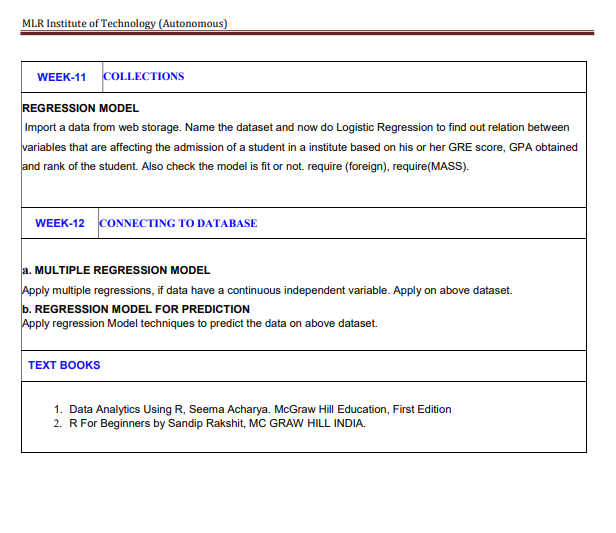 MLR Institute of Technology (Autonomous)
WEEK-11 COLLECTIONS
REGRESSION MODEL
Import a data from web storage. Name the dataset and now do Logistic Regression to find out relation between
variables that are affecting the admission of a student in a institute based on his or her GRE score, GPA obtained
and rank of the student. Also check the model is fit or not. require (foreign), require(MASS).
WEEK-12 CONNECTING TO DATABASE
a. MULTIPLE REGRESSION MODEL
Apply multiple regressions, if data have a continuous independent variable. Apply on above dataset.
b. REGRESSION MODEL FOR PREDICTION
Apply regression Model techniques to predict the data on above dataset.
TEXT BOOKS
1. Data Analytics Using R, Seema Acharya. McGraw Hill Education, First Edition
2. R For Beginners by Sandip Rakshit, MC GRAW HILL INDIA.